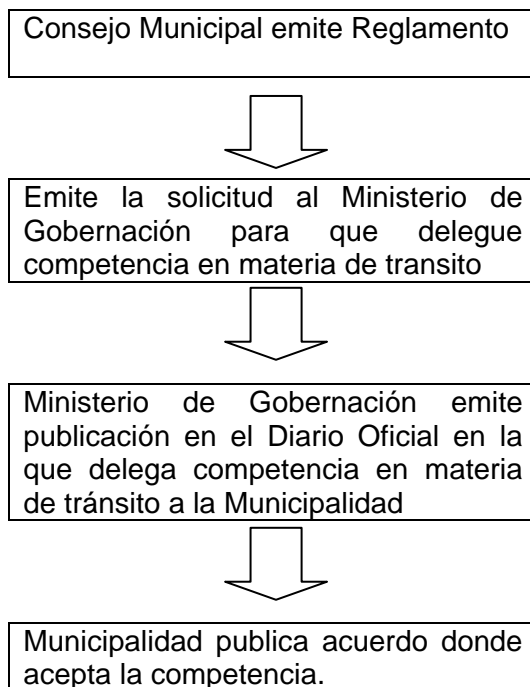 Consejo Municipal emite Reglamento
Emite la solicitud al Ministerio de
Gobernación para que delegue
competencia en materia de transito
Ministerio de Gobernación emite
publicación en el Diario Oficial en la
que delega competencia en materia
de tránsito a la Municipalidad
Municipalidad publica acuerdo donde
acepta la competencia.